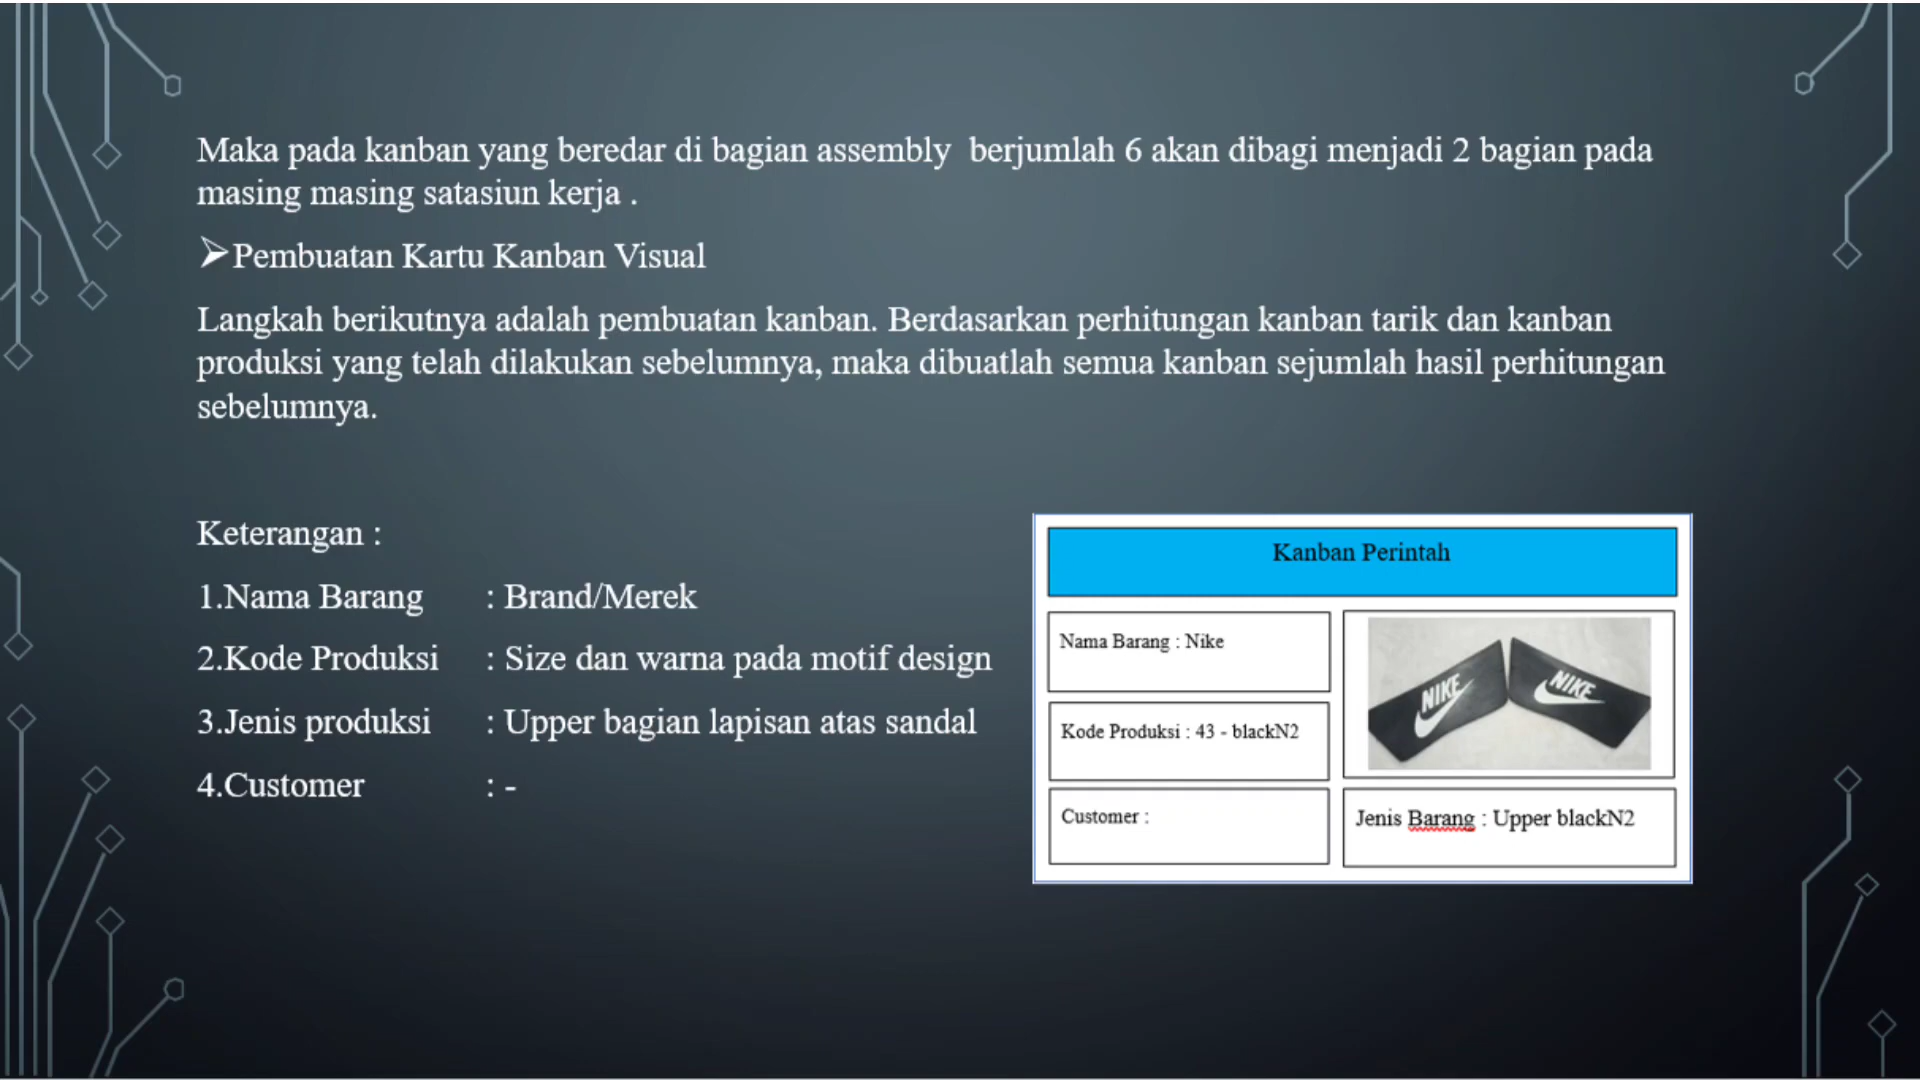 Maka pada kanban yang beredar di bagian assembly  berjumlah 6 akan dibagi menjadi 2 bagian pada
masing masing satasiun kerja .
➢Pembuatan Kartu Kanban Visual
Langkah berikutnya adalah pembuatan kanban. Berdasarkan perhitungan kanban tarik dan kanban
produksi yang telah dilakukan sebelumnya, maka dibuatlah semua kanban sejumlah hasil perhitungan
sebelumnya.
Keterangan :
1.Nama Barang : Brand/Merek
2.Kode Produksi : Size dan warna pada motif design
3.Jenis produksi : Upper bagian lapisan atas sandal
4.Customer : -
Kanban Perintah
Nama Barang : Nike
NIKE NIKE
Kode Produksi : 43 - blackN2
Customer :
Jenis Barang : Upper blackN2